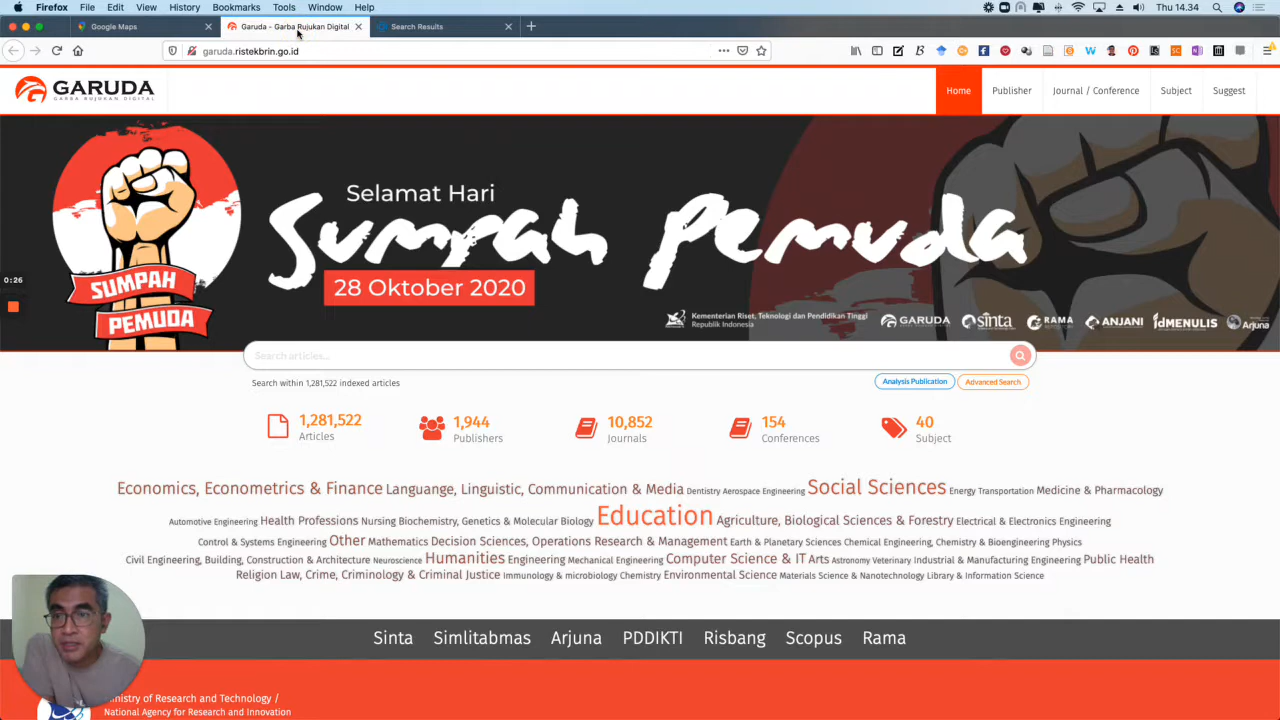 Firefox File Edit View History Bookmarks Tools Window Help
Thu 14.34
Google Maps
Garuda - Garba Rujukan Digital
Search Results
garuda.ristekbrin.go.id
GARUDA
GARBA RUJUKAN DIGITAL
Home
Publisher
Journal / Conference
Subject
Suggest
Selamat Hari
Sumpah Pemuda
28 Oktober 2020
SUMPAH
PEMUDA
Kementerian Riset, Teknologi dan Pendidikan Tinggi
Republik Indonesia
GARUDA
Sinta
RAMA
ANJANI
idMENULIS
Arjuna
0:26
Search articles...
Search within 1,281,522 indexed articles
Analysis Publication
Advanced Search
1,281,522
Articles
1,944
Publishers
10,852
Journals
154
Conferences
40
Subject
Economics, Econometrics & Finance Languange, Linguistic, Communication & Media Dentistry Aerospace Engineering Social Sciences Energy Transportation Medicine & Pharmacology
Automotive Engineering Health Professions Nursing Biochemistry, Genetics & Molecular Biology Education Agriculture, Biological Sciences & Forestry Electrical & Electronics Engineering
Control & Systems Engineering Other Mathematics Decision Sciences, Operations Research & Management Earth & Planetary Sciences Chemical Engineering, Chemistry & Bioengineering Physics
Civil Engineering, Building, Construction & Architecture Neuroscience Humanities Engineering Mechanical Engineering Computer Science & IT Arts Astronomy Veterinary Industrial & Manufacturing Engineering Public Health
Religion Law, Crime, Criminology & Criminal Justice Immunology & microbiology Chemistry Environmental Science Materials Science & Nanotechnology Library & Information Science
Sinta Simlitabmas Arjuna PDDIKTI Risbang Scopus Rama
of Research and Technology /
National Agency for Research and Innovation